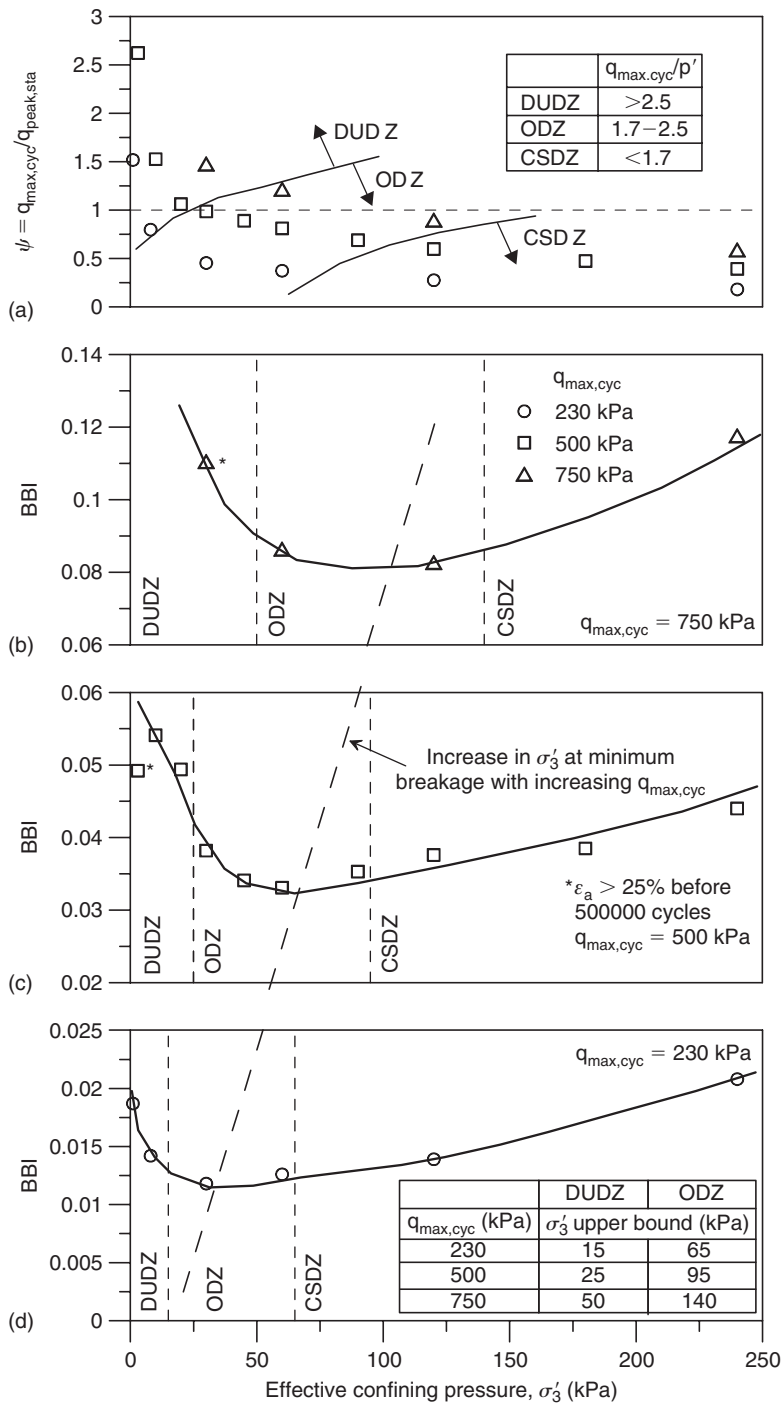 3
2.5
2
1.5
1
0.5
0
ψ = q_max,cyc/q_peak,sta
(a)
DUD Z
OD Z
CSD Z
q_max.cyc/p′
DUDZ >2.5
ODZ 1.7–2.5
CSDZ <1.7
0.14
0.12
0.1
0.08
0.06
BBI
(b)
*
q_max,cyc
230 kPa
500 kPa
750 kPa
DUDZ
ODZ
CSDZ
q_max,cyc = 750 kPa
0.06
0.05
0.04
0.03
0.02
BBI
(c)
*
Increase in σ′₃ at minimum
breakage with increasing q_max,cyc
*ε_a > 25% before
500000 cycles
q_max,cyc = 500 kPa
DUDZ
ODZ
CSDZ
0.025
0.02
0.015
0.01
0.005
0
BBI
(d)
q_max,cyc = 230 kPa
DUDZ
ODZ
CSDZ
DUDZ ODZ
q_max,cyc (kPa) σ′₃ upper bound (kPa)
230 15 65
500 25 95
750 50 140
0 50 100 150 200 250
Effective confining pressure, σ′₃ (kPa)